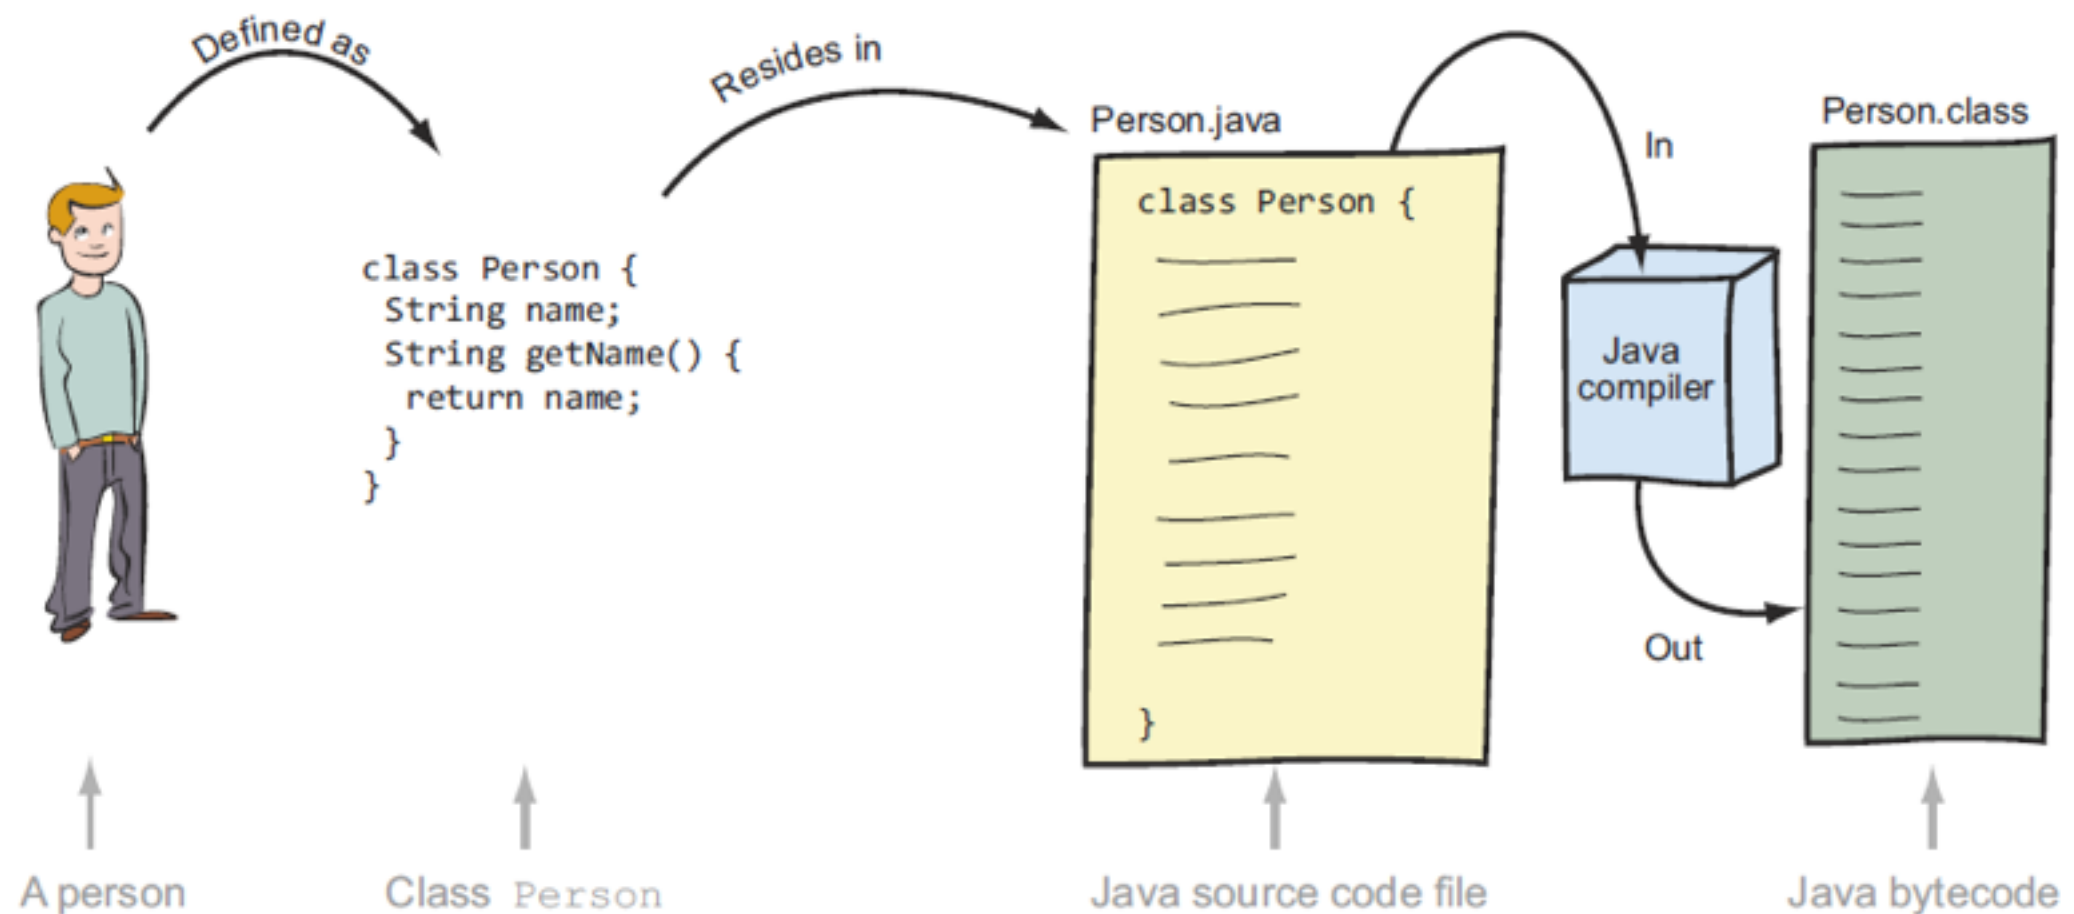 Defined as
Resides in
Person.java
In
Person.class
class Person {
 String name;
 String getName() {
  return name;
 }
}
class Person {
}
Java
compiler
Out
A person
Class Person
Java source code file
Java bytecode